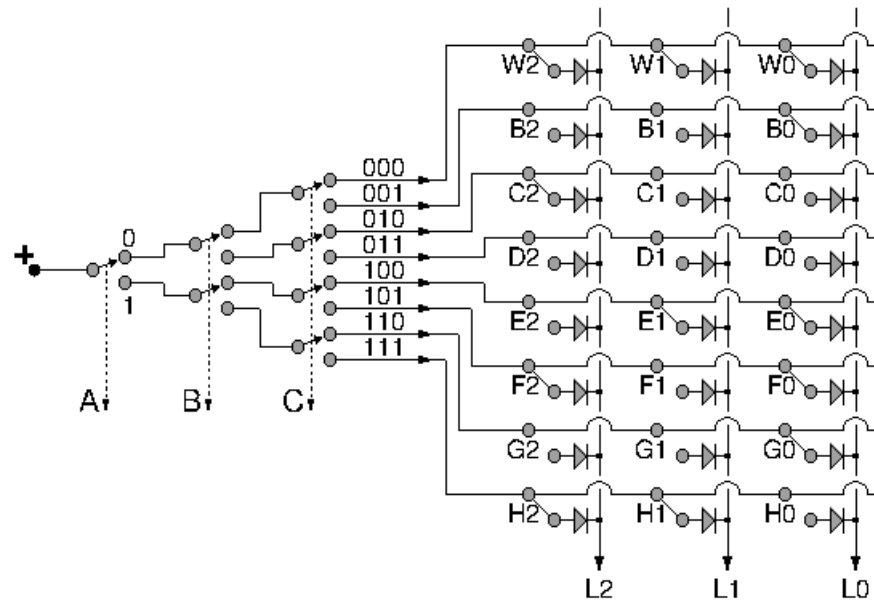 W2 W1 W0
B2 B1 B0
000
001
C2 C1 C0
010
011
D2 D1 D0
+ 0
100
1
101
E2 E1 E0
110
111
F2 F1 F0
A B C
G2 G1 G0
H2 H1 H0
L2 L1 L0